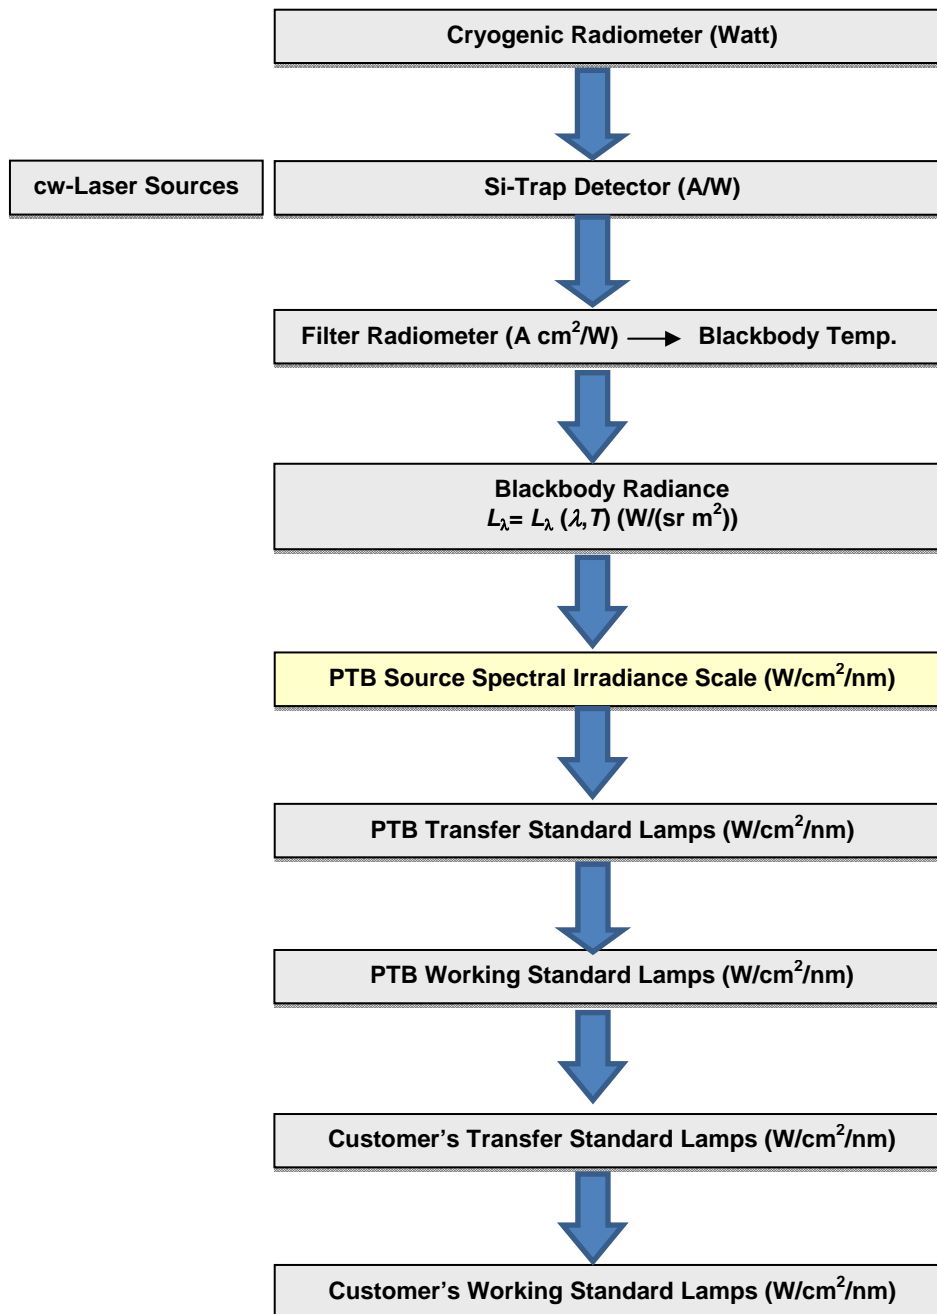 Cryogenic Radiometer (Watt)
cw-Laser Sources
Si-Trap Detector (A/W)
Filter Radiometer (A cm²/W) → Blackbody Temp.
Blackbody Radiance
Lλ= Lλ (λ,T) (W/(sr m²))
PTB Source Spectral Irradiance Scale (W/cm²/nm)
PTB Transfer Standard Lamps (W/cm²/nm)
PTB Working Standard Lamps (W/cm²/nm)
Customer’s Transfer Standard Lamps (W/cm²/nm)
Customer’s Working Standard Lamps (W/cm²/nm)